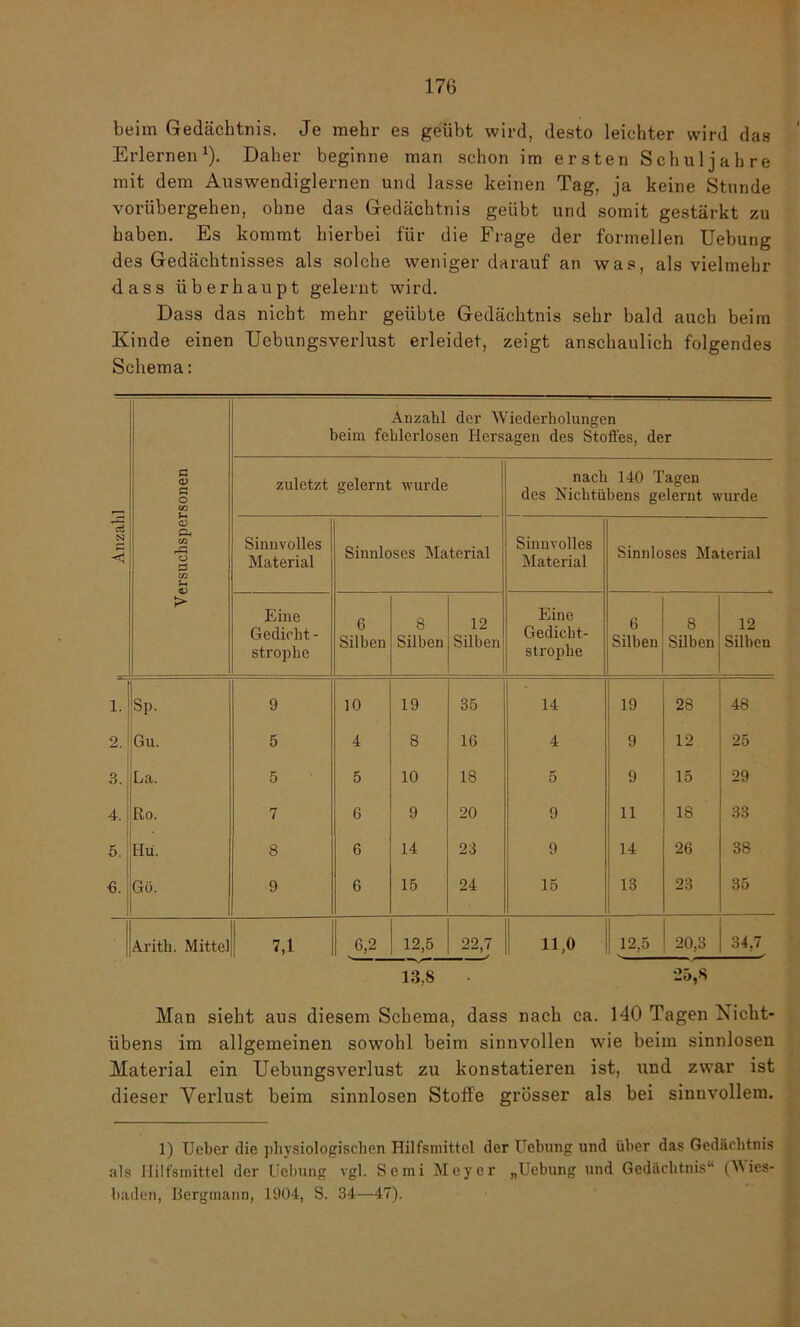 176
beim Gedächtnis. Je mehr es geübt wird, desto leichter wird das
Erlernen¹). Daher beginne man schon im ersten Schuljahre
mit dem Auswendiglernen und lasse keinen Tag, ja keine Stunde
vorübergehen, ohne das Gedächtnis geübt und somit gestärkt zu
haben. Es kommt hierbei für die Frage der formellen Uebung
des Gedächtnisses als solche weniger darauf an was, als vielmehr
dass überhaupt gelernt wird.
Dass das nicht mehr geübte Gedächtnis sehr bald auch beim
Kinde einen Uebungsverlust erleidet, zeigt anschaulich folgendes
Schema:
Anzahl
Versuchspersonen
Anzahl der Wiederholungen
beim fehlerlosen Hersagen des Stoffes, der
zuletzt gelernt wurde
nach 140 Tagen
des Nichtübens gelernt wurde
Sinnvolles
Material
Sinnloses Material
Sinnvolles
Material
Sinnloses Material
Eine
Gedicht-
strophe
6
Silben
8
Silben
12
Silben
Eine
Gedicht-
strophe
6
Silben
8
Silben
12
Silben
1. Sp. 9 10 19 35 14 19 28 48
2. Gu. 5 4 8 16 4 9 12 25
3. La. 5 5 10 18 5 9 15 29
4. Ro. 7 6 9 20 9 11 18 33
5. Hu. 8 6 14 23 9 14 26 38
6. Gö. 9 6 15 24 15 13 23 35
Arith. Mittel 7,1 6,2 12,5 22,7 11,0 12,5 20,3 34,7
13,8 25,8
Man sieht aus diesem Schema, dass nach ca. 140 Tagen Nicht-
übens im allgemeinen sowohl beim sinnvollen wie beim sinnlosen
Material ein Uebungsverlust zu konstatieren ist, und zwar ist
dieser Verlust beim sinnlosen Stoffe grösser als bei sinnvollem.
1) Ueber die physiologischen Hilfsmittel der Uebung und über das Gedächtnis
als Hilfsmittel der Uebung vgl. Semi Meyer „Uebung und Gedächtnis“ (Wies-
baden, Bergmann, 1904, S. 34—47).